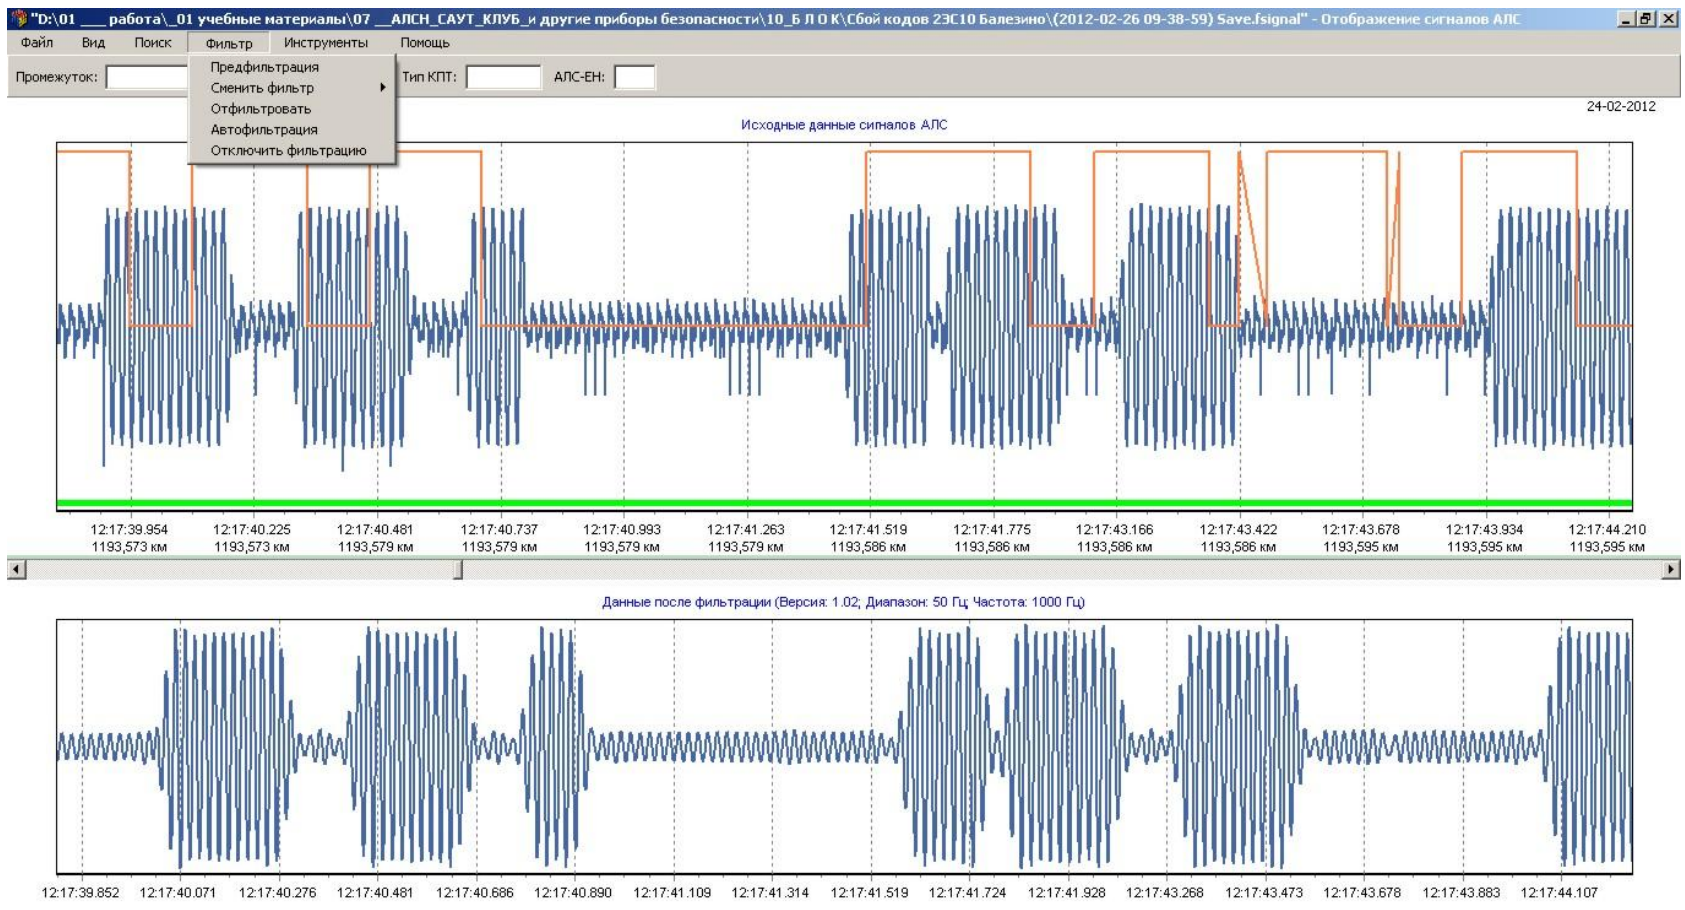 "D:\01 ___ работа\_01 учебные материалы\07 __АЛСН_САУТ_КЛУБ_и другие приборы безопасности\10_Б Л О К\Сбой кодов 2ЭС10 Балезино\(2012-02-26 09-38-59) Save.fsignal" - Отображение сигналов АЛС
Файл Вид Поиск Фильтр Инструменты Помощь
Промежуток: Тип КПТ: АЛС-ЕН:
Предфильтрация
Сменить фильтр
Отфильтровать
Автофильтрация
Отключить фильтрацию
24-02-2012
Исходные данные сигналов АЛС
12:17:39.954 12:17:40.225 12:17:40.481 12:17:40.737 12:17:40.993 12:17:41.263 12:17:41.519 12:17:41.775 12:17:43.166 12:17:43.422 12:17:43.678 12:17:43.934 12:17:44.210
1193,573 км 1193,573 км 1193,579 км 1193,579 км 1193,579 км 1193,579 км 1193,586 км 1193,586 км 1193,586 км 1193,586 км 1193,595 км 1193,595 км 1193,595 км
Данные после фильтрации (Версия: 1.02; Диапазон: 50 Гц; Частота: 1000 Гц)
12:17:39.852 12:17:40.071 12:17:40.276 12:17:40.481 12:17:40.686 12:17:40.890 12:17:41.109 12:17:41.314 12:17:41.519 12:17:41.724 12:17:41.928 12:17:43.268 12:17:43.473 12:17:43.678 12:17:43.883 12:17:44.107